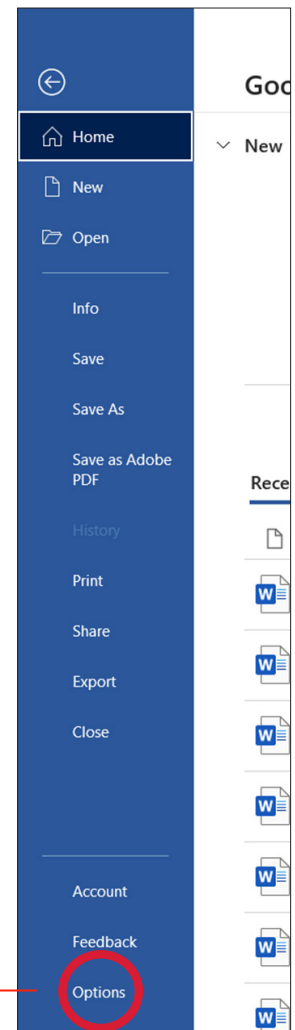 Goo
Home
New
New
Open
Info
Save
Save As
Save as Adobe
PDF
Rece
History
Print
Share
Export
Close
Account
Feedback
Options
W
W
W
W
W
W
W